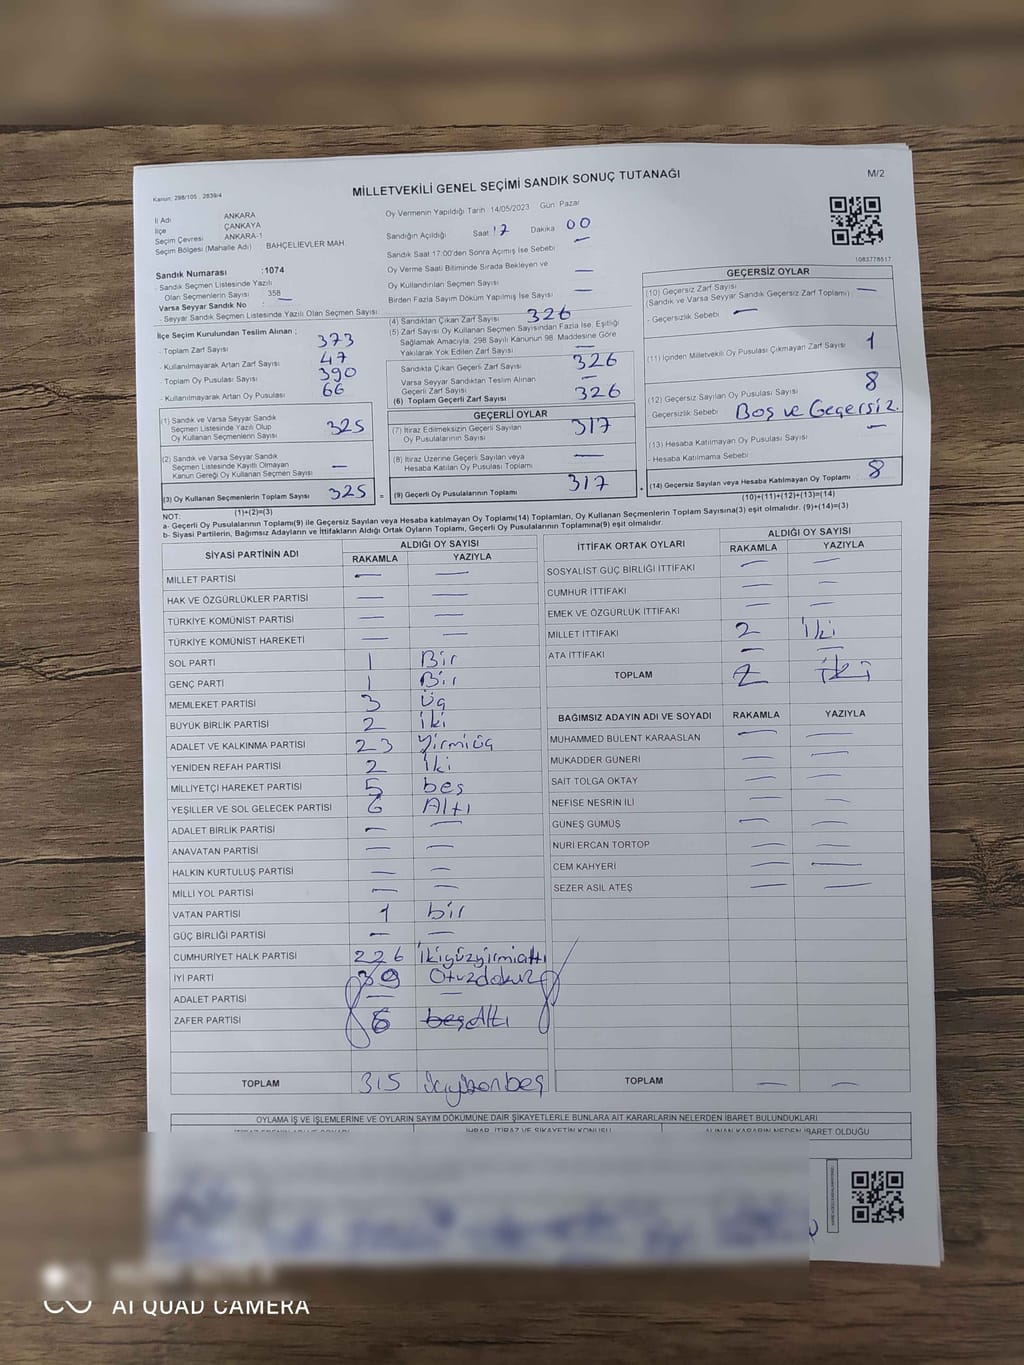 Kanun: 298/105 2839/4
MİLLETVEKİLİ GENEL SEÇİMİ SANDIK SONUÇ TUTANAĞI
M/2
İl Adı ANKARA
İlçe ÇANKAYA
Seçim Çevresi ANKARA-1
Seçim Bölgesi (Mahalle Adı) BAHÇELİEVLER MAH.
Sandık Numarası :1074
- Sandık Seçmen Listesinde Yazılı
Olan Seçmenlerin Sayısı 358
Varsa Seyyar Sandık No : —
- Seyyar Sandık Seçmen Listesinde Yazılı Olan Seçmen Sayısı
İlçe Seçim Kurulundan Teslim Alınan ;
- Toplam Zarf Sayısı 373
- Kullanılmayarak Artan Zarf Sayısı 47
- Toplam Oy Pusulası Sayısı 390
- Kullanılmayarak Artan Oy Pusulası 66
(1) Sandık ve Varsa Seyyar Sandık
Seçmen Listesinde Yazılı Olup
Oy Kullanan Seçmenlerin Sayısı 325
(2) Sandık ve Varsa Seyyar Sandık
Seçmen Listesinde Kayıtlı Olmayan
Kanun Gereği Oy Kullanan Seçmen Sayısı —
(3) Oy Kullanan Seçmenlerin Toplam Sayısı 325 =
(1)+(2)=(3)
Oy Vermenin Yapıldığı Tarih 14/05/2023 Gün: Pazar
Sandığın Açıldığı Saat 17 Dakika 00
Sandık Saat 17:00'den Sonra Açımış İse Sebebi —
Oy Verme Saati Bitiminde Sırada Bekleyen ve
Oy Kullandırılan Seçmen Sayısı —
Birden Fazla Sayım Döküm Yapılmış İse Sayısı —
(4) Sandıktan Çıkan Zarf Sayısı 326
(5) Zarf Sayısı Oy Kullanan Seçmen Sayısından Fazla İse, Eşitliği
Sağlamak Amacıyla, 298 Sayılı Kanunun 98. Maddesine Göre
Yakılarak Yok Edilen Zarf Sayısı —
Sandıkta Çıkan Geçerli Zarf Sayısı 326
Varsa Seyyar Sandıktan Teslim Alınan
Geçerli Zarf Sayısı —
(6) Toplam Geçerli Zarf Sayısı 326
GEÇERLİ OYLAR
(7) İtiraz Edilmeksizin Geçerli Sayılan
Oy Pusulalarının Sayısı 317
(8) İtiraz Üzerine Geçerli Sayılan veya
Hesaba Katılan Oy Pusulası Toplamı —
(9) Geçerli Oy Pusulalarının Toplamı 317
1083778517
GEÇERSİZ OYLAR
(10) Geçersiz Zarf Sayısı
(Sandık ve Varsa Seyyar Sandık Geçersiz Zarf Toplamı) —
- Geçersizlik Sebebi : —
(11) İçinden Milletvekili Oy Pusulası Çıkmayan Zarf Sayısı 1
(12) Geçersiz Sayılan Oy Pusulası Sayısı 8
Geçersizlik Sebebi : Boş ve Geçersiz.
(13) Hesaba Katılmayan Oy Pusulası Sayısı —
- Hesaba Katılmama Sebebi :
(14) Geçersiz Sayılan veya Hesaba Katılmayan Oy Toplamı 8
(10)+(11)+(12)+(13)=(14)
NOT:
a- Geçerli Oy Pusulalarının Toplamı(9) ile Geçersiz Sayılan veya Hesaba Katılmayan Oy Toplamı(14) Toplamları, Oy Kullanan Seçmenlerin Toplam Sayısına(3) eşit olmalıdır. (9)+(14)=(3)
b- Siyasi Partilerin, Bağımsız Adayların ve İttifakların Aldığı Ortak Oyların Toplamı, Geçerli Oy Pusulalarının Toplamına(9) eşit olmalıdır.
SİYASİ PARTİNİN ADI ALDIĞI OY SAYISI
RAKAMLA YAZIYLA
MİLLET PARTİSİ — —
HAK VE ÖZGÜRLÜKLER PARTİSİ — —
TÜRKİYE KOMÜNİST PARTİSİ — —
TÜRKİYE KOMÜNİST HAREKETİ — —
SOL PARTİ 1 Bir
GENÇ PARTİ 1 Bir
MEMLEKET PARTİSİ 3 Üç
BÜYÜK BİRLİK PARTİSİ 2 İki
ADALET VE KALKINMA PARTİSİ 23 Yirmiüç
YENİDEN REFAH PARTİSİ 2 İki
MİLLİYETÇİ HAREKET PARTİSİ 5 beş
YEŞİLLER VE SOL GELECEK PARTİSİ 6 Altı
ADALET BİRLİK PARTİSİ — —
ANAVATAN PARTİSİ — —
HALKIN KURTULUŞ PARTİSİ — —
MİLLİ YOL PARTİSİ — —
VATAN PARTİSİ 1 bir
GÜÇ BİRLİĞİ PARTİSİ — —
CUMHURİYET HALK PARTİSİ 226 İkiyüzyirmialtı
İYİ PARTİ 39 Otuzdokuz
ADALET PARTİSİ — —
ZAFER PARTİSİ 6 beş Altı
TOPLAM 315 üçyüzonbeş
İTTİFAK ORTAK OYLARI ALDIĞI OY SAYISI
RAKAMLA YAZIYLA
SOSYALİST GÜÇ BİRLİĞİ İTTİFAKI — —
CUMHUR İTTİFAKI — —
EMEK VE ÖZGÜRLÜK İTTİFAKI — —
MİLLET İTTİFAKI 2 İki
ATA İTTİFAKI — —
TOPLAM 2 iki
BAĞIMSIZ ADAYIN ADI VE SOYADI RAKAMLA YAZIYLA
MUHAMMED BÜLENT KARAASLAN — —
MUKADDER GÜNERİ — —
SAİT TOLGA OKTAY — —
NEFİSE NESRİN İLİ — —
GÜNEŞ GÜMÜŞ — —
NURİ ERCAN TORTOP — —
CEM KAHYERİ — —
SEZER ASIL ATEŞ — —
TOPLAM — —
OYLAMA İŞ VE İŞLEMLERİNE VE OYLARIN SAYIM DÖKÜMÜNE DAİR ŞİKAYETLERLE BUNLARA AİT KARARLARIN NELERDEN İBARET BULUNDUKLARI
İHBAR, İTİRAZ VE ŞİKAYETİN KONUSU ALINAN KARARIN NEDEN İBARET OLDUĞU
AI QUAD CAMERA